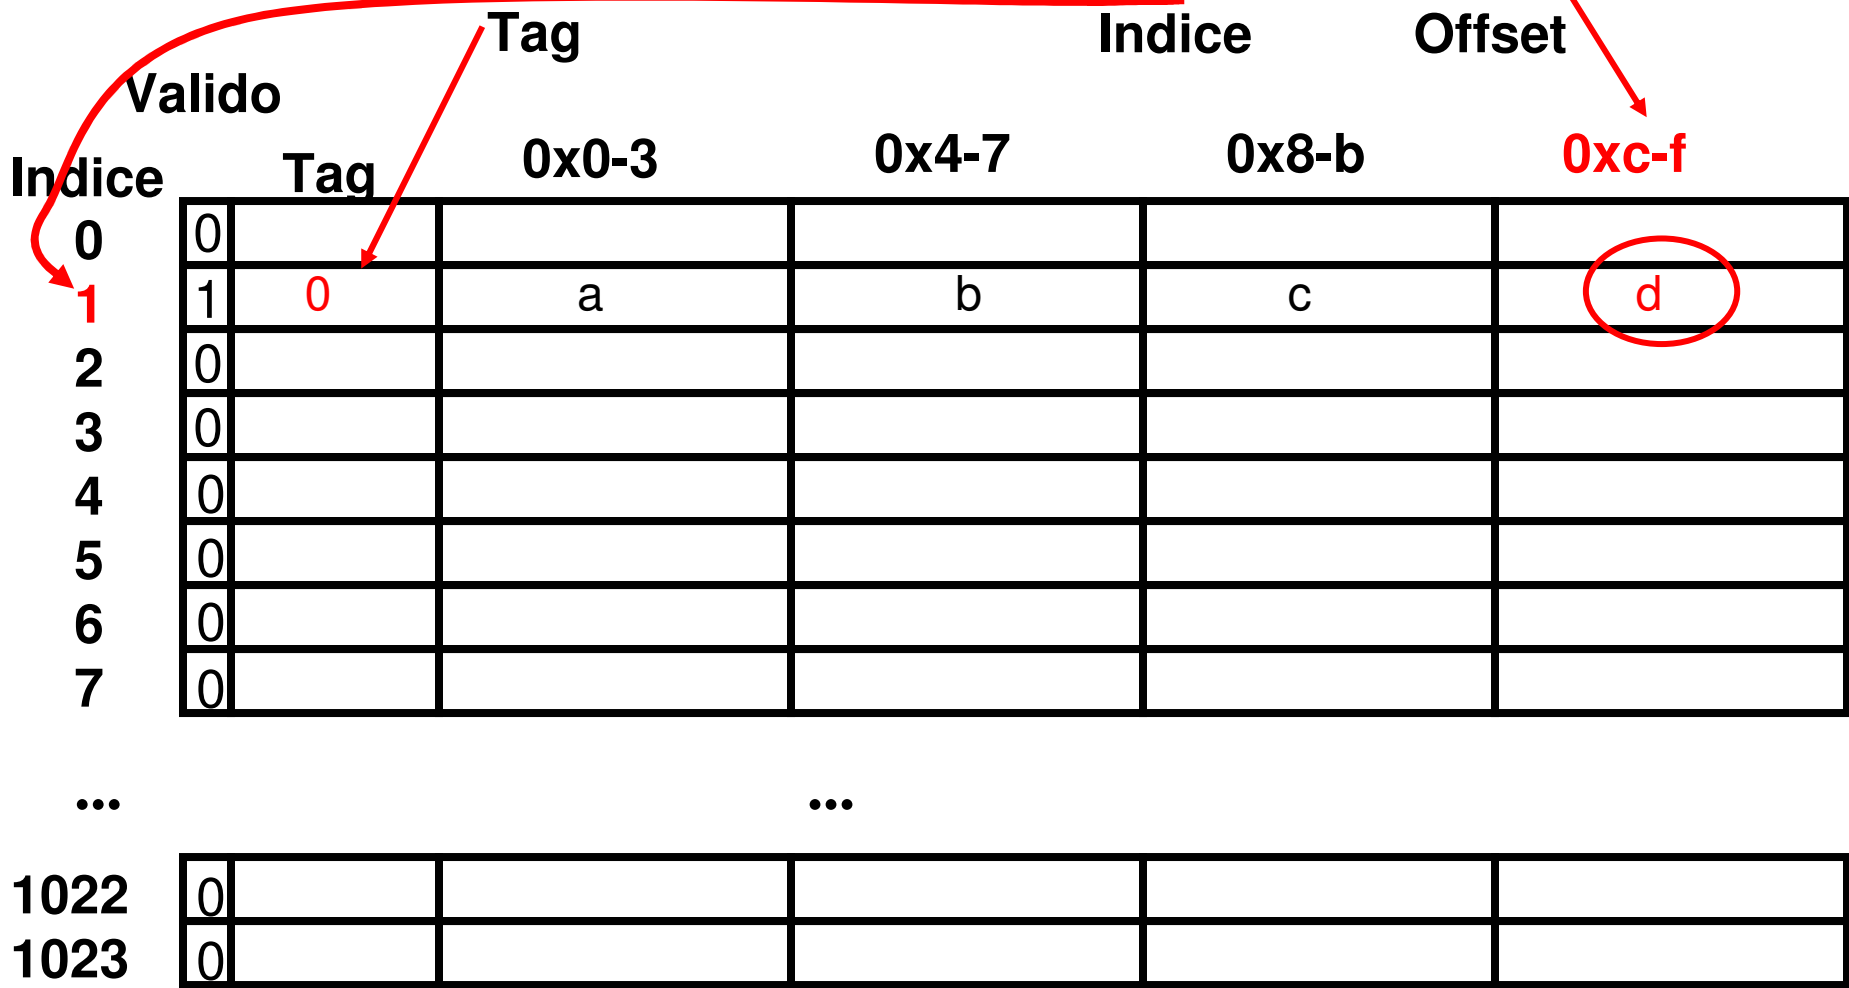 Tag Indice Offset
Valido
Indice Tag 0x0-3 0x4-7 0x8-b 0xc-f
0 0
1 1 0 a b c d
2 0
3 0
4 0
5 0
6 0
7 0
... ...
1022 0
1023 0